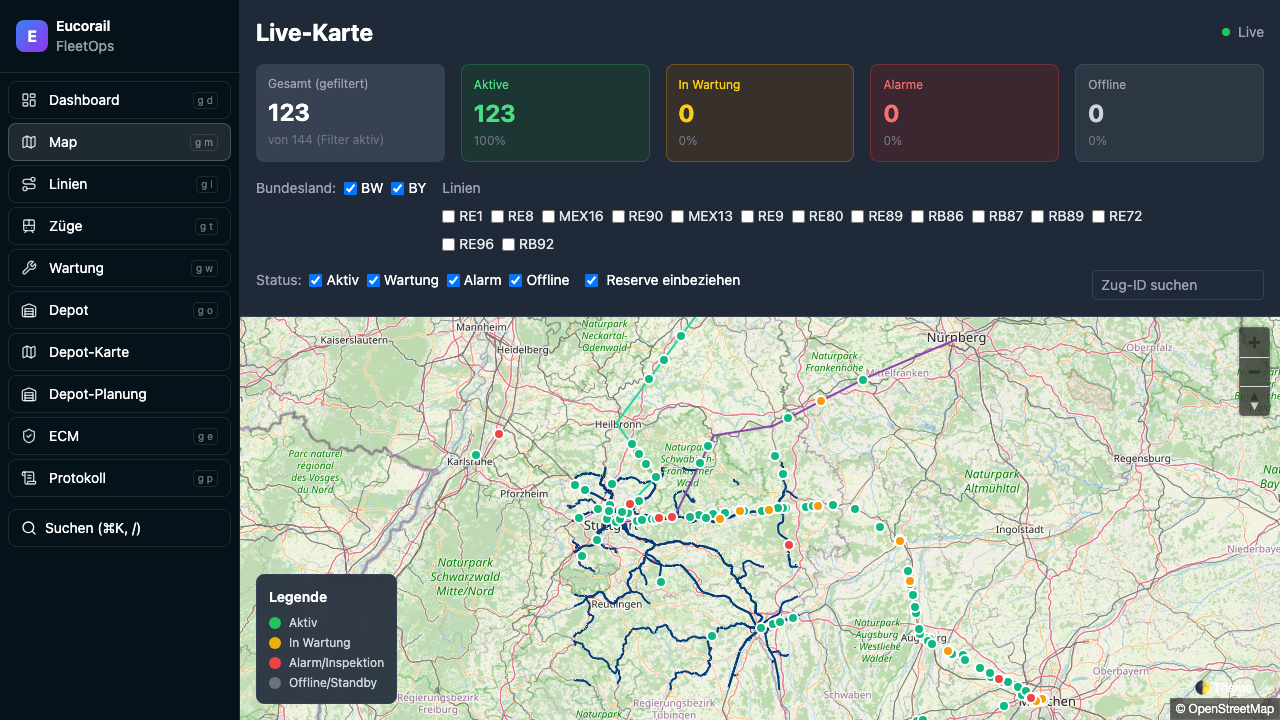 E
Eucorail
FleetOps
Dashboard
g d
Map
g m
Linien
g l
Züge
g t
Wartung
g w
Depot
g o
Depot-Karte
Depot-Planung
ECM
g e
Protokoll
g p
Suchen (⌘K, /)
Live-Karte
Live
Gesamt (gefiltert)
123
von 144 (Filter aktiv)
Aktive
123
100%
In Wartung
0
0%
Alarme
0
0%
Offline
0
0%
Bundesland: BW BY
Linien
RE1 RE8 MEX16 RE90 MEX13 RE9 RE80 RE89 RB86 RB87 RB89 RE72
RE96 RB92
Status: Aktiv Wartung Alarm Offline Reserve einbeziehen
Zug-ID suchen
Mannheim
Naturpark
Neckartal-
Odenwald
Kaiserslautern
Heidelberg
Nürnberg
Oberpfalz
Naturpark
Frankenhöhe
Mittelfranken
Heilbronn
Parc naturel
régional
des Vosges
du Nord
Karlsruhe
Naturpark
Schwäbisch-
Fränkischer
Wald
Regensburg
Naturpark
Altmühltal
Pforzheim
Stuttgart
Ingolstadt
Niederbaye
Naturpark
Schwarzwald
Mitte/Nord
Reutlingen
Naturpark
Augsburg
- Westliche
Wälder
Oberbayern
Schwaben
Regierungsbezirk
Freiburg
Regierungsbezirk
Tübingen
Naturpark
Legende
Aktiv
In Wartung
Alarm/Inspektion
Offline/Standby
© OpenStreetMap